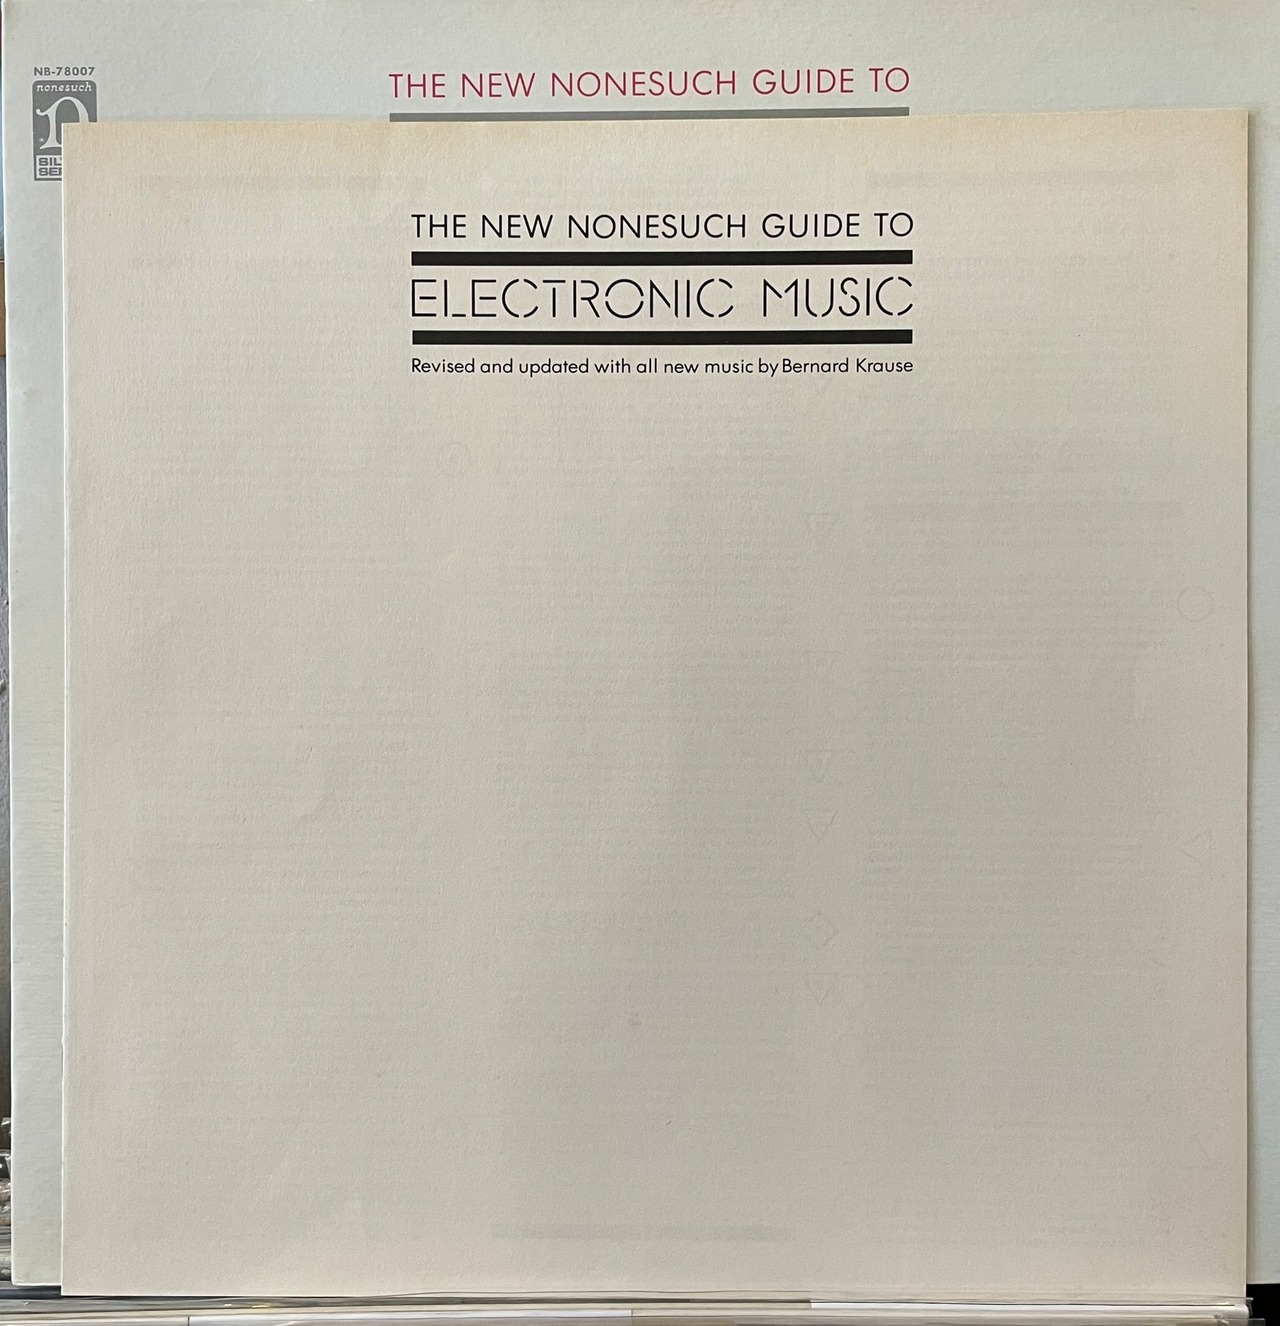 NB-78007
nonesuch
THE NEW NONESUCH GUIDE TO
THE NEW NONESUCH GUIDE TO
ELECTRONIC MUSIC
Revised and updated with all new music by Bernard Krause